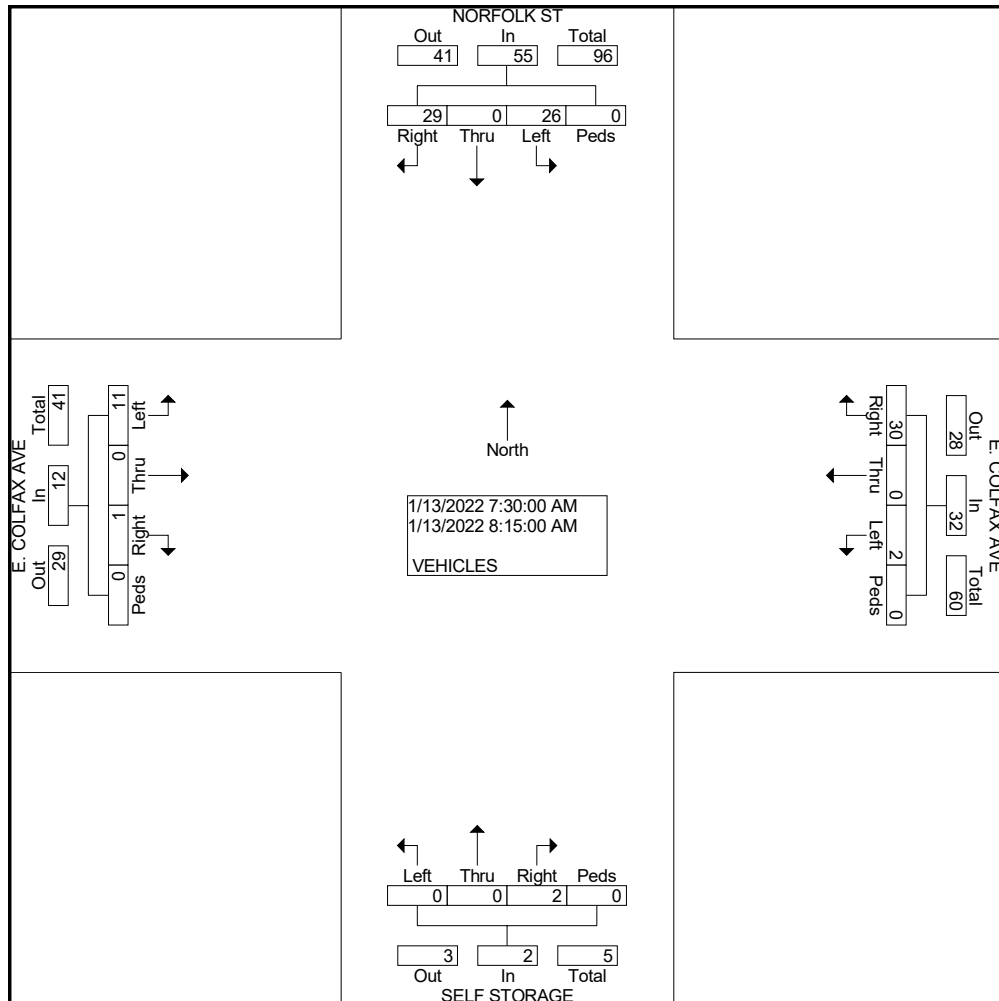 NORFOLK ST
Out In Total
41 55 96
29 0 26 0
Right Thru Left Peds
E. COLFAX AVE
Total In Out
41 12 29
11 0 1 0
Left Thru Right Peds
North
1/13/2022 7:30:00 AM
1/13/2022 8:15:00 AM
VEHICLES
Right Thru Left Peds
30 0 2 0
Out In Total
28 32 60
E. COLFAX AVE
Left Thru Right Peds
0 0 2 0
3 2 5
Out In Total
SELF STORAGE